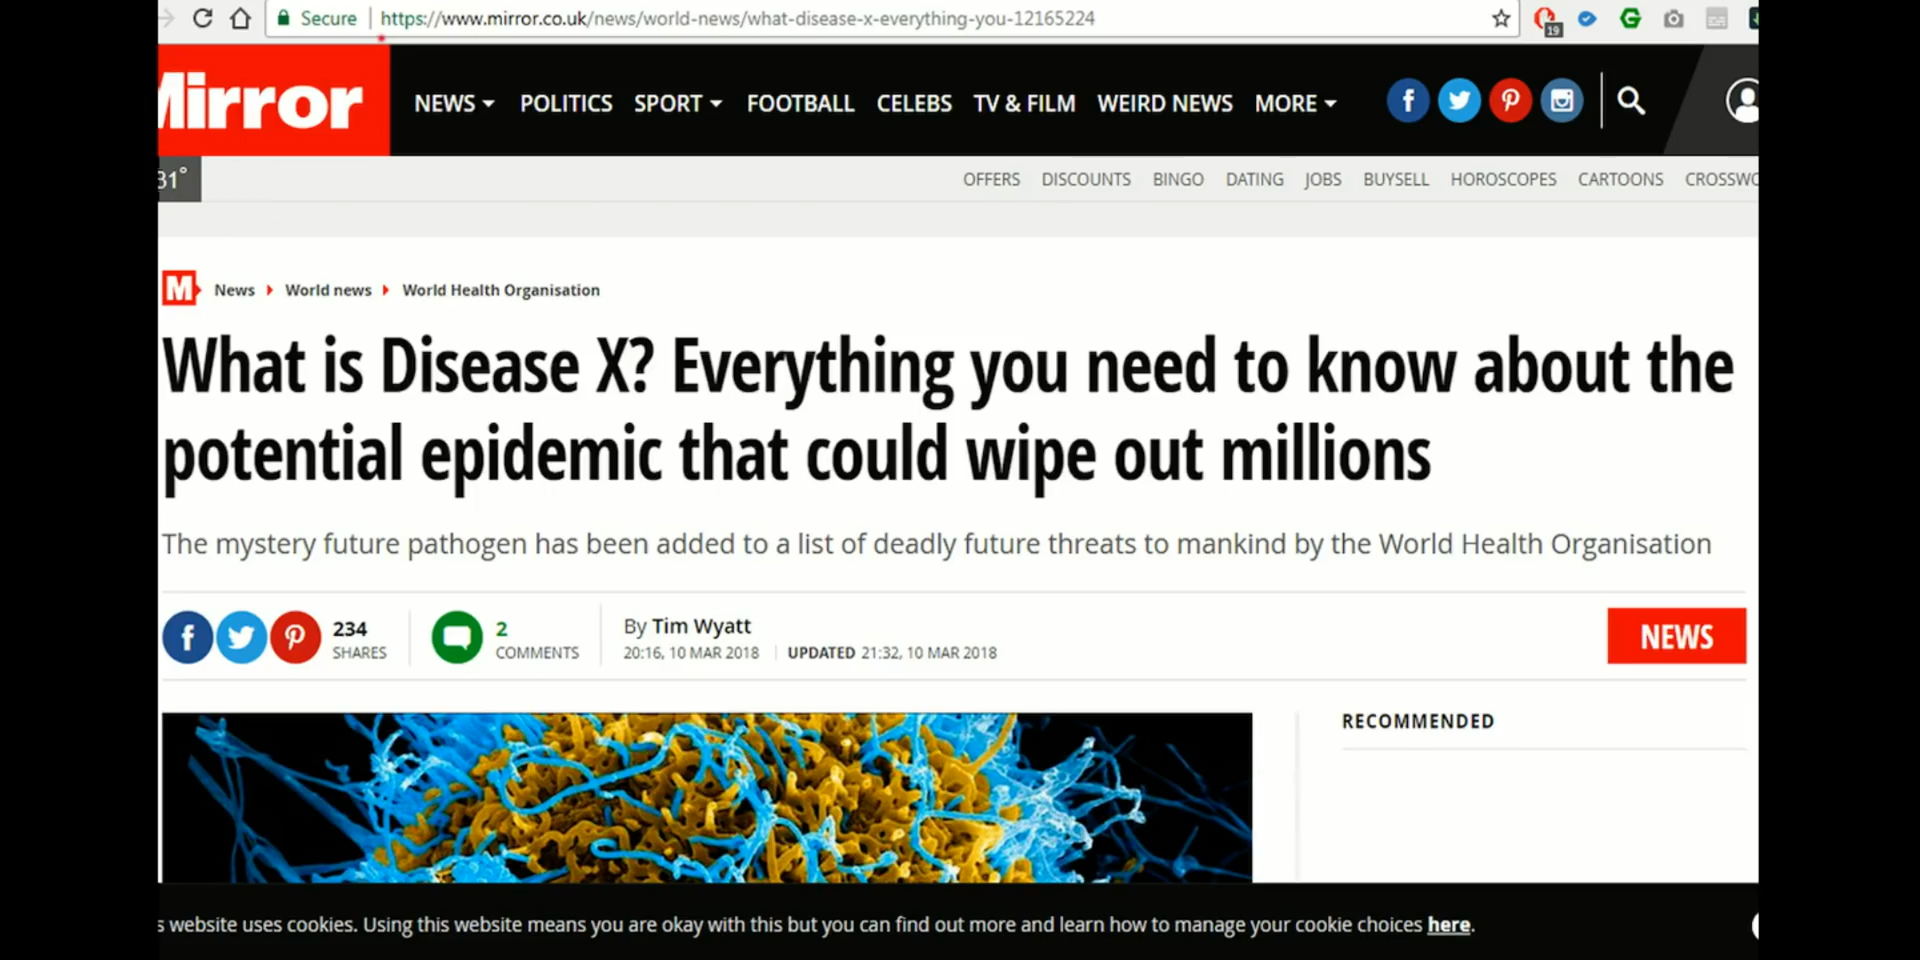 Secure https://www.mirror.co.uk/news/world-news/what-disease-x-everything-you-12165224
19
Mirror NEWS POLITICS SPORT FOOTBALL CELEBS TV & FILM WEIRD NEWS MORE
31°
OFFERS DISCOUNTS BINGO DATING JOBS BUYSELL HOROSCOPES CARTOONS CROSSWO
M News World news World Health Organisation
What is Disease X? Everything you need to know about the
potential epidemic that could wipe out millions
The mystery future pathogen has been added to a list of deadly future threats to mankind by the World Health Organisation
234
SHARES
2
COMMENTS
By Tim Wyatt
20:16, 10 MAR 2018 UPDATED 21:32, 10 MAR 2018
NEWS
RECOMMENDED
s website uses cookies. Using this website means you are okay with this but you can find out more and learn how to manage your cookie choices here.